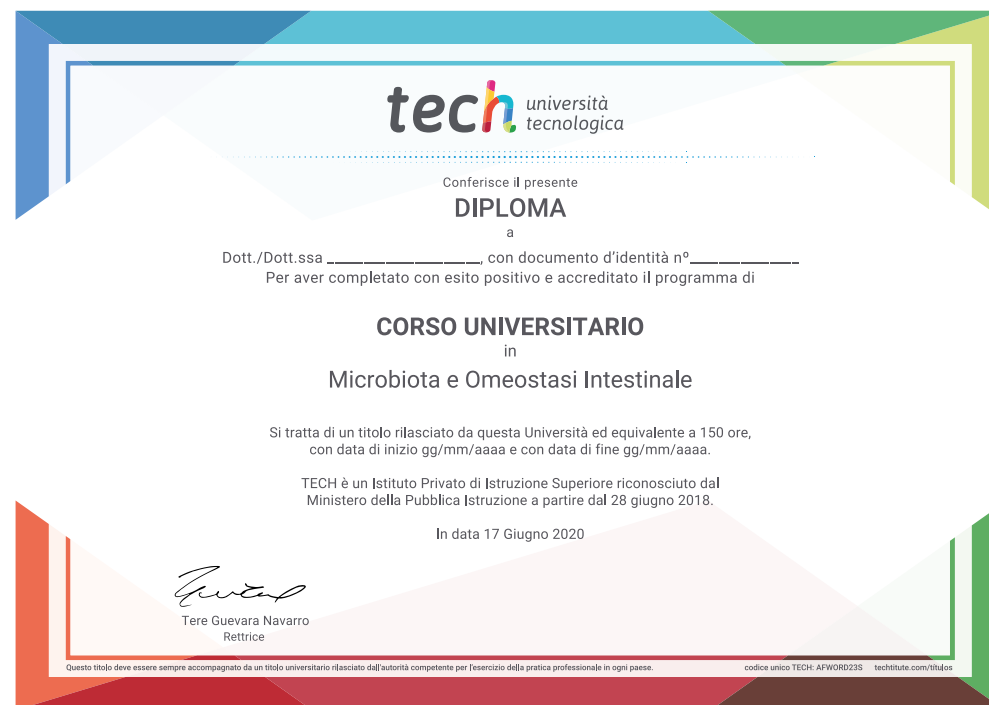 tech università
tecnologica
Conferisce il presente
DIPLOMA
a
Dott./Dott.ssa ____________________, con documento d'identità nº______________
Per aver completato con esito positivo e accreditato il programma di
CORSO UNIVERSITARIO
in
Microbiota e Omeostasi Intestinale
Si tratta di un titolo rilasciato da questa Università ed equivalente a 150 ore,
con data di inizio gg/mm/aaaa e con data di fine gg/mm/aaaa.
TECH è un Istituto Privato di Istruzione Superiore riconosciuto dal
Ministero della Pubblica Istruzione a partire dal 28 giugno 2018.
In data 17 Giugno 2020
Tere Guevara Navarro
Rettrice
Questo titolo deve essere sempre accompagnato da un titolo universitario rilasciato dall'autorità competente per l'esercizio della pratica professionale in ogni paese.
codice unico TECH: AFWORD23S techtitute.com/títulos